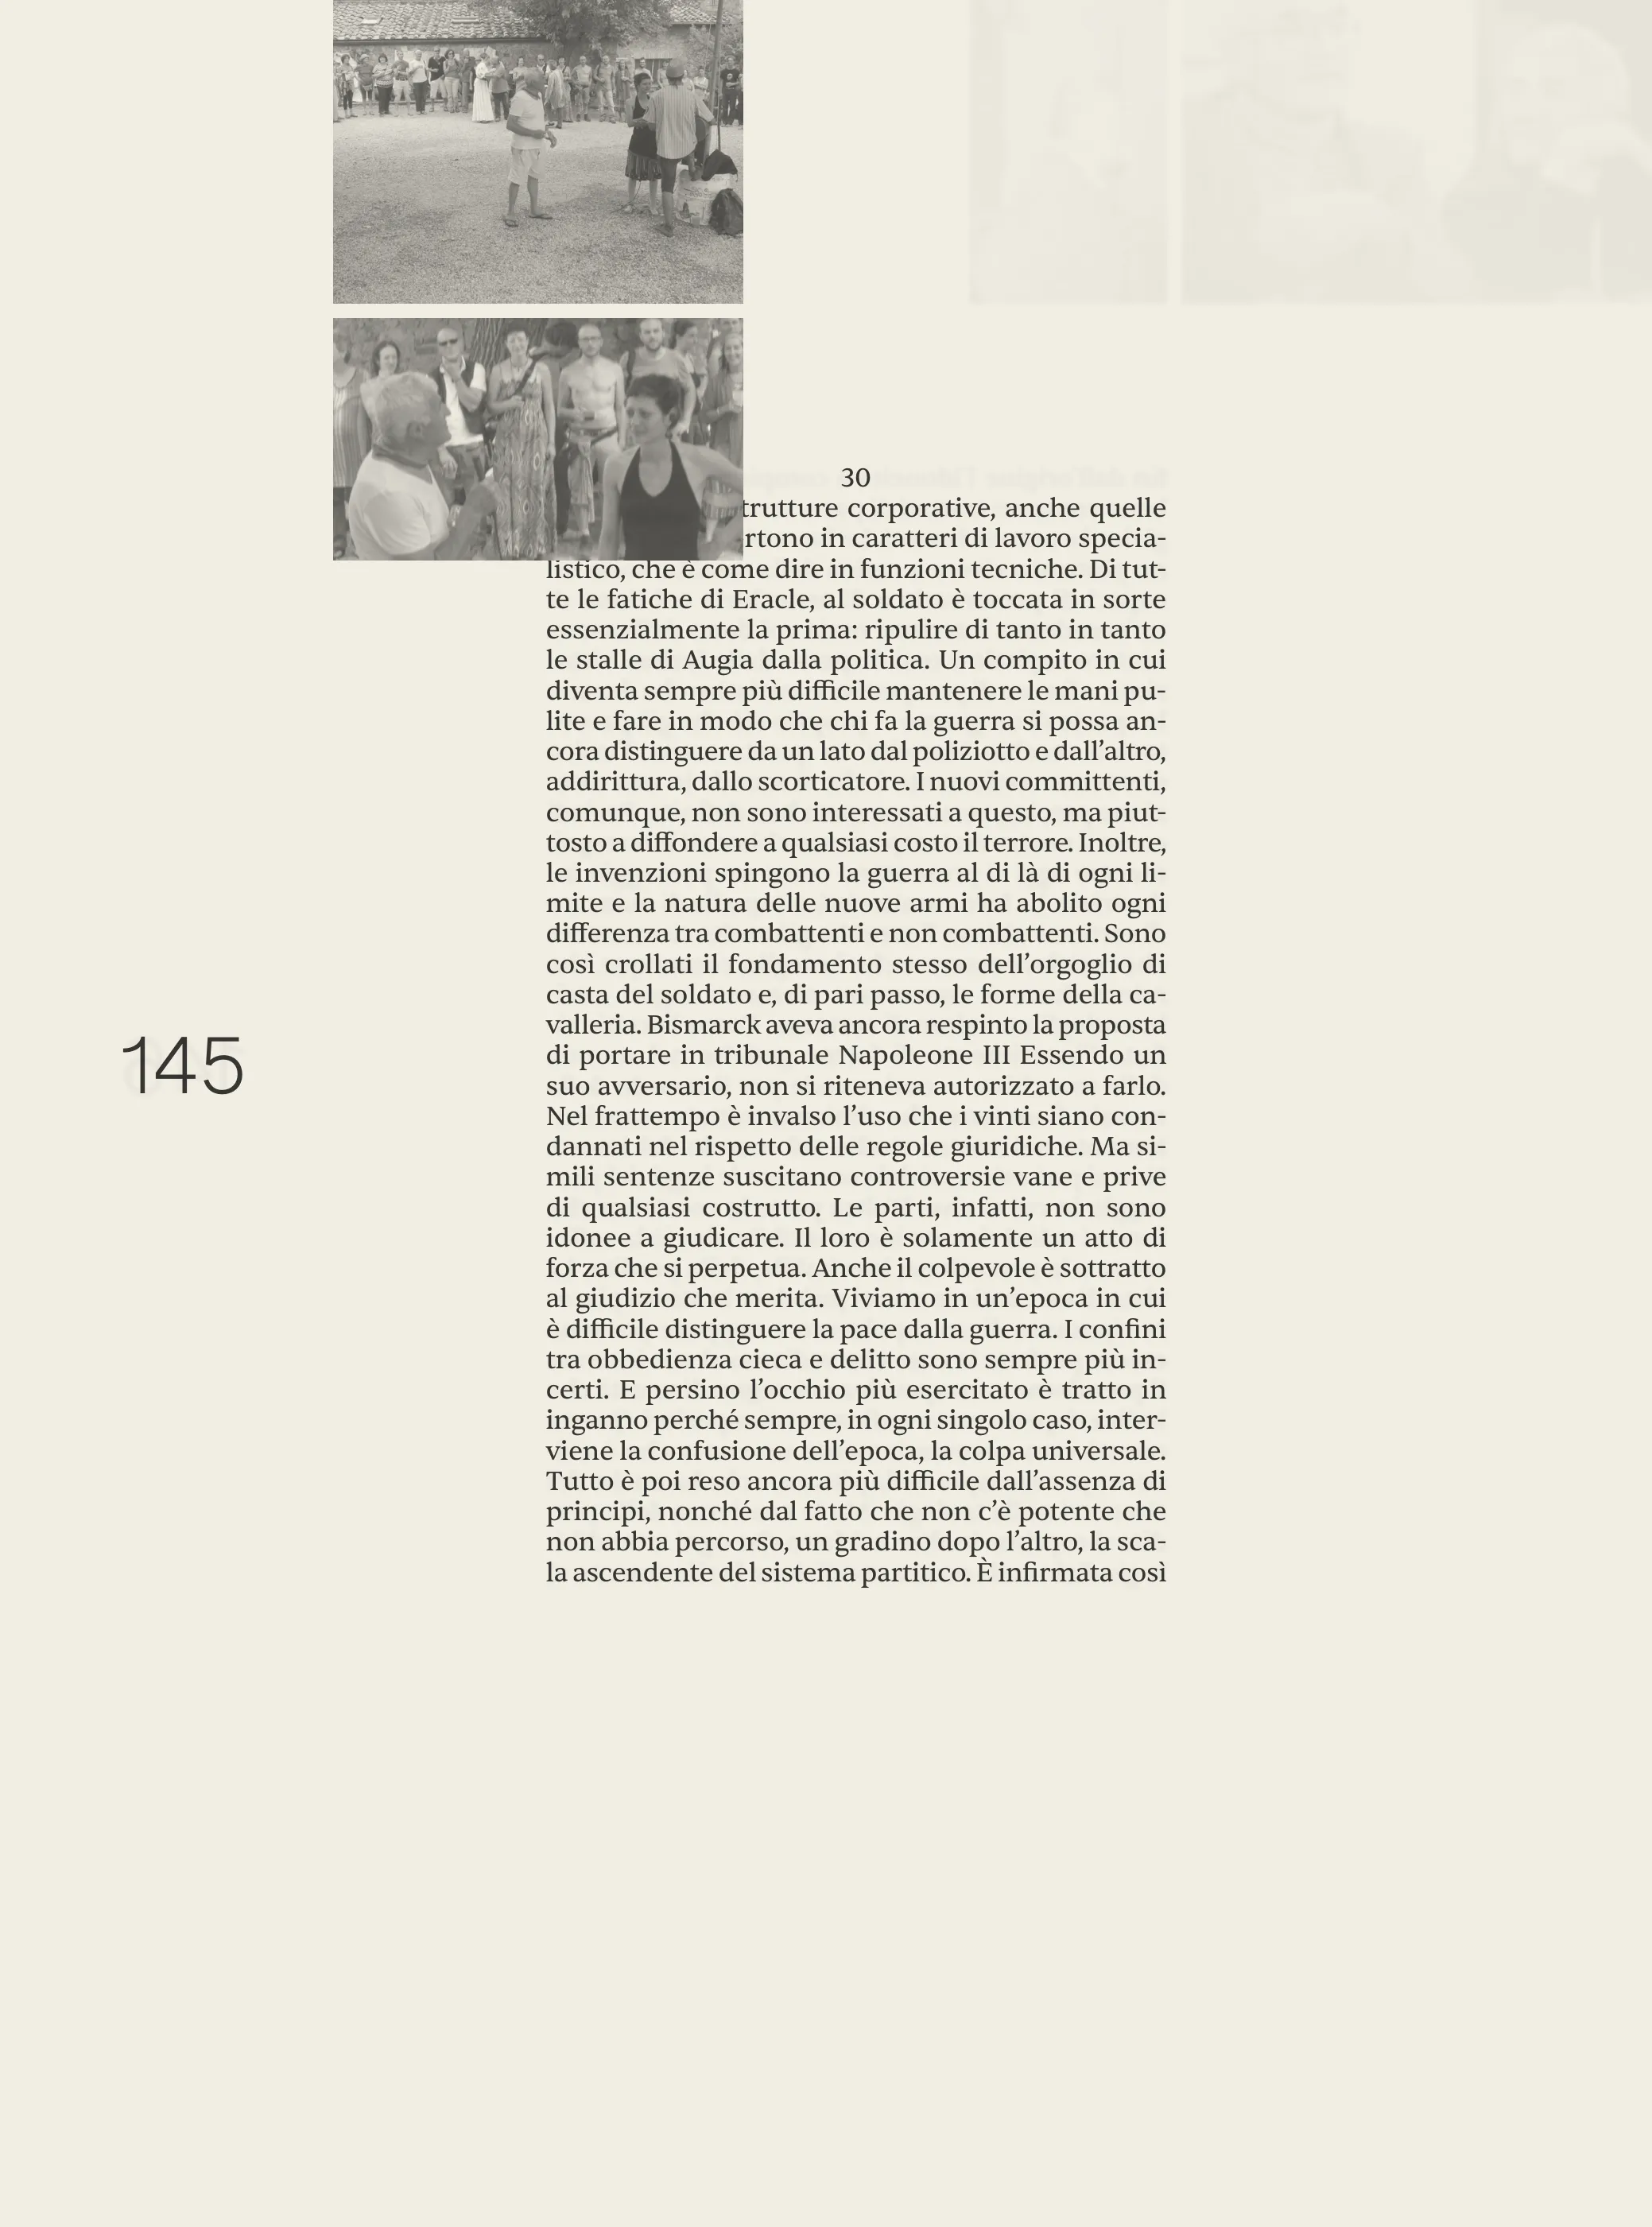 30
trutture corporative, anche quelle
rtono in caratteri di lavoro specia-
listico, che è come dire in funzioni tecniche. Di tut-
te le fatiche di Eracle, al soldato è toccata in sorte
essenzialmente la prima: ripulire di tanto in tanto
le stalle di Augia dalla politica. Un compito in cui
diventa sempre più difficile mantenere le mani pu-
lite e fare in modo che chi fa la guerra si possa an-
cora distinguere da un lato dal poliziotto e dall’altro,
addirittura, dallo scorticatore. I nuovi committenti,
comunque, non sono interessati a questo, ma piut-
tosto a diffondere a qualsiasi costo il terrore. Inoltre,
le invenzioni spingono la guerra al di là di ogni li-
mite e la natura delle nuove armi ha abolito ogni
differenza tra combattenti e non combattenti. Sono
così crollati il fondamento stesso dell’orgoglio di
casta del soldato e, di pari passo, le forme della ca-
valleria. Bismarck aveva ancora respinto la proposta
di portare in tribunale Napoleone III Essendo un
suo avversario, non si riteneva autorizzato a farlo.
Nel frattempo è invalso l’uso che i vinti siano con-
dannati nel rispetto delle regole giuridiche. Ma si-
mili sentenze suscitano controversie vane e prive
di qualsiasi costrutto. Le parti, infatti, non sono
idonee a giudicare. Il loro è solamente un atto di
forza che si perpetua. Anche il colpevole è sottratto
al giudizio che merita. Viviamo in un’epoca in cui
è difficile distinguere la pace dalla guerra. I confini
tra obbedienza cieca e delitto sono sempre più in-
certi. E persino l’occhio più esercitato è tratto in
inganno perché sempre, in ogni singolo caso, inter-
viene la confusione dell’epoca, la colpa universale.
Tutto è poi reso ancora più difficile dall’assenza di
principi, nonché dal fatto che non c’è potente che
non abbia percorso, un gradino dopo l’altro, la sca-
la ascendente del sistema partitico. È infirmata così
145